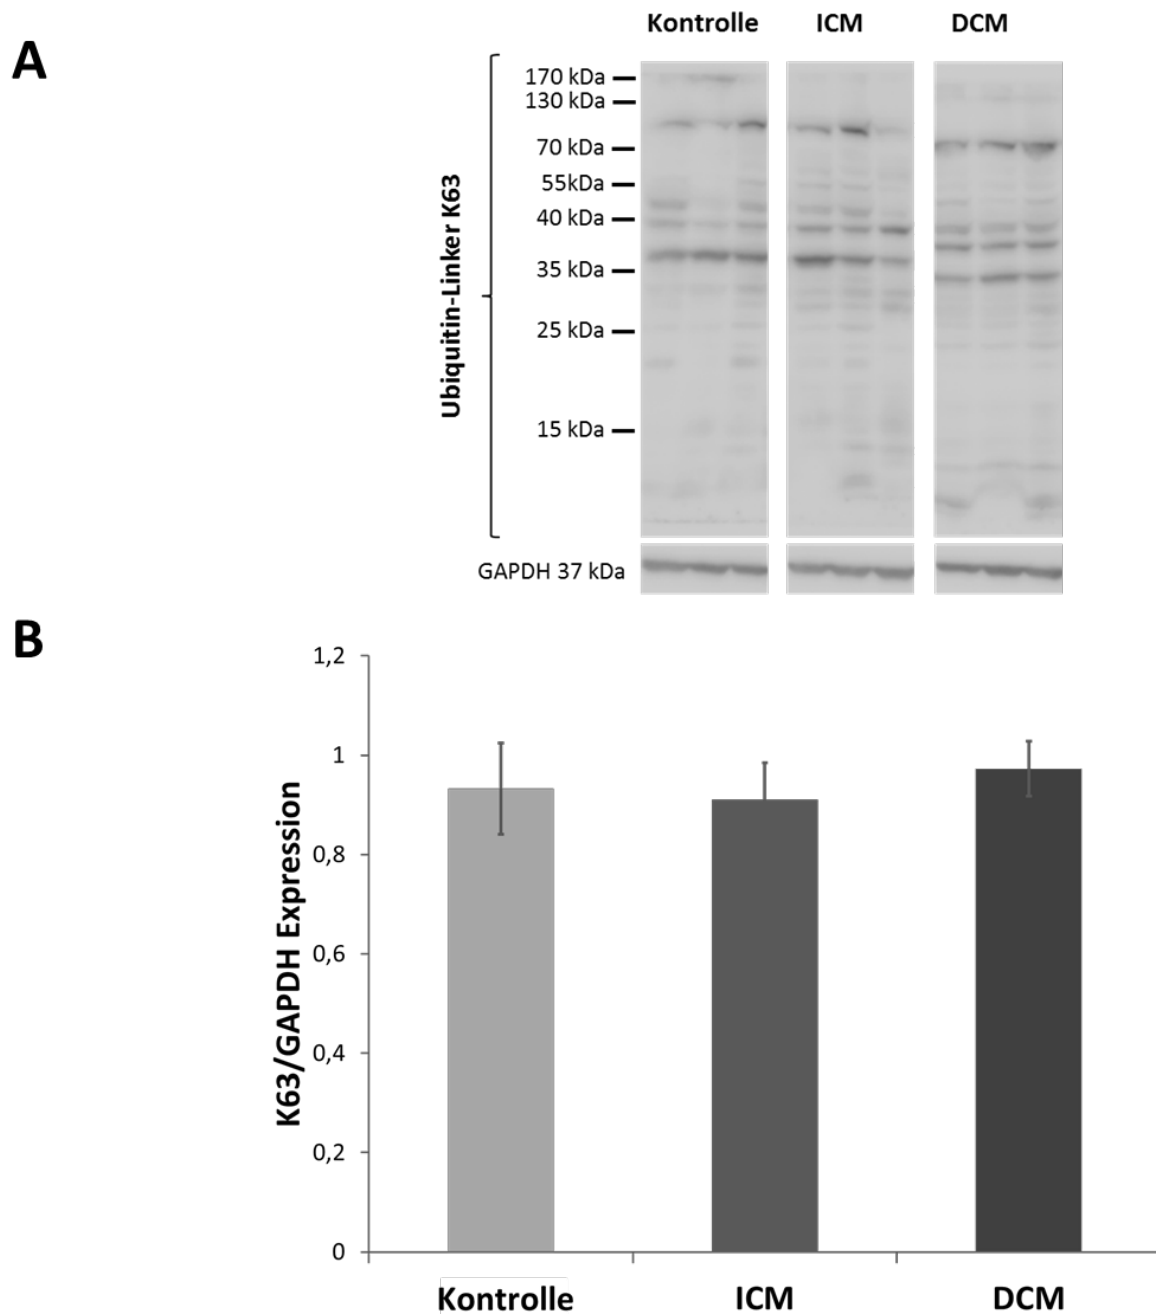 A
Kontrolle ICM DCM
Ubiquitin-Linker K63
170 kDa
130 kDa
70 kDa
55kDa
40 kDa
35 kDa
25 kDa
15 kDa
GAPDH 37 kDa
B
K63/GAPDH Expression
1,2
1
0,8
0,6
0,4
0,2
0
Kontrolle ICM DCM